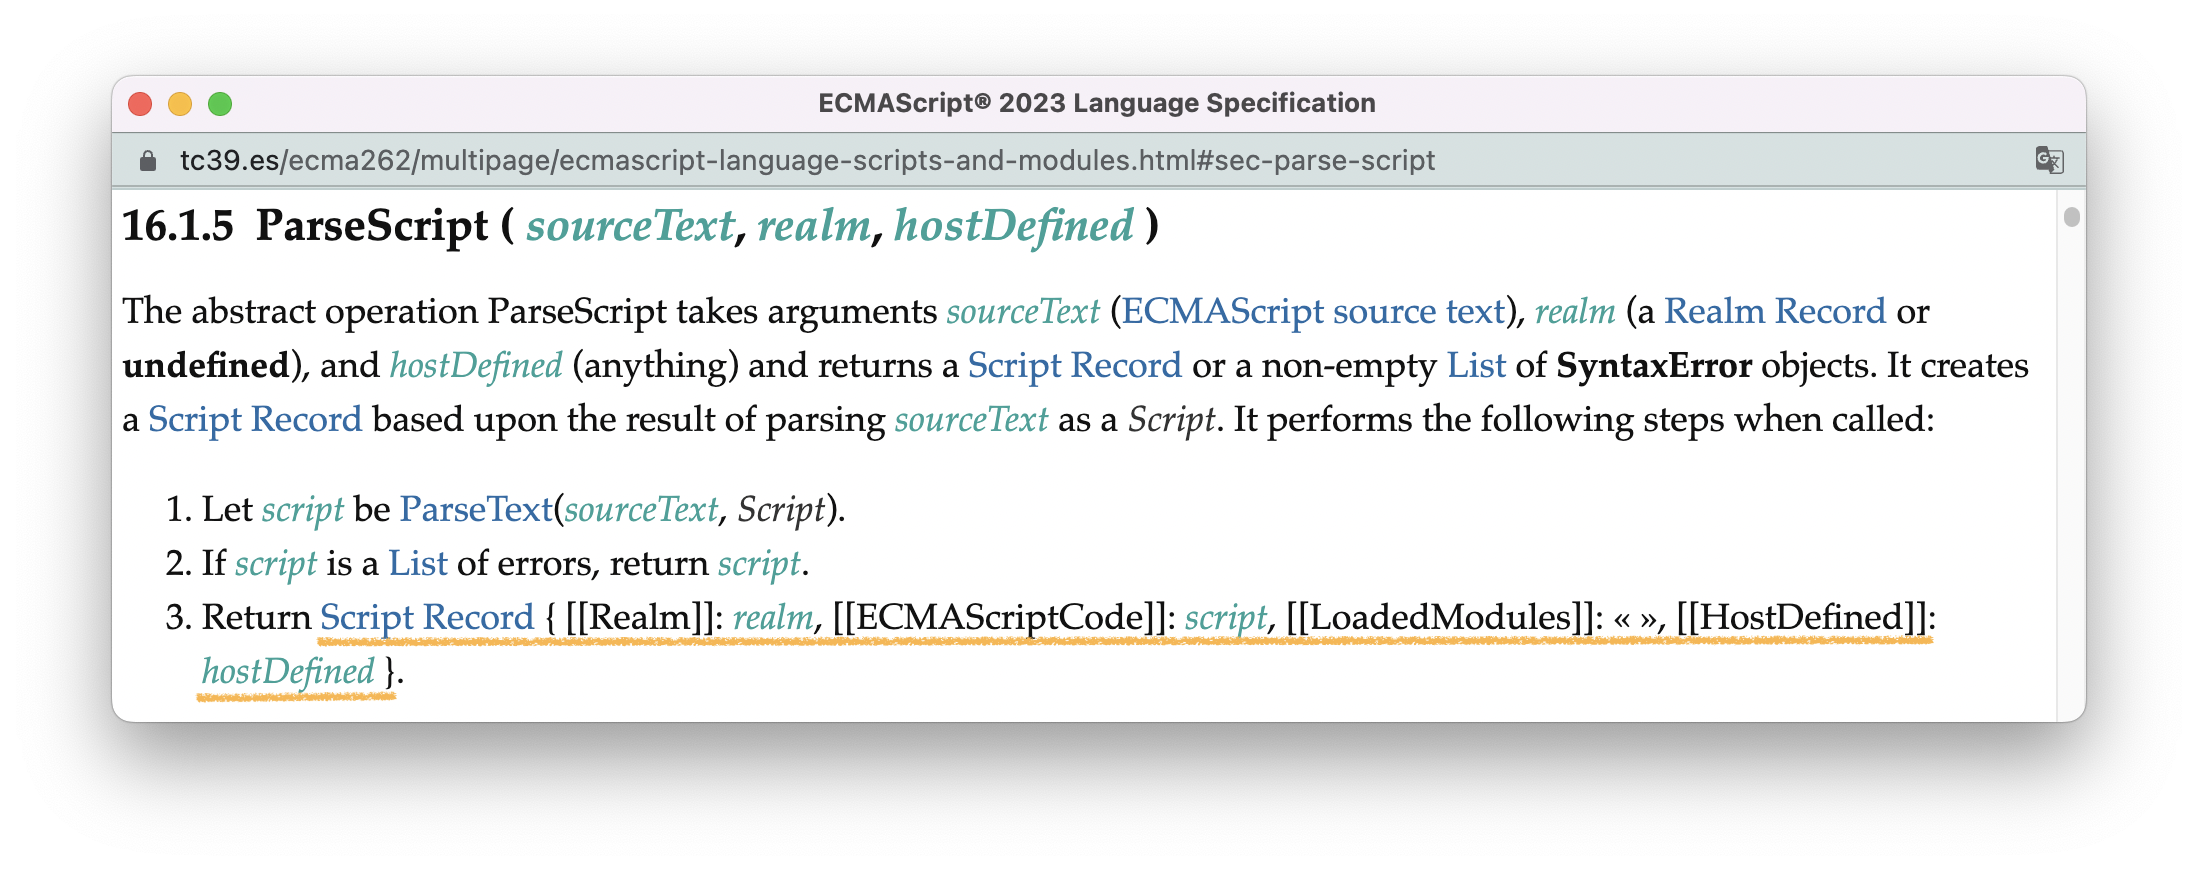 ECMAScript® 2023 Language Specification
tc39.es/ecma262/multipage/ecmascript-language-scripts-and-modules.html#sec-parse-script
16.1.5 ParseScript ( sourceText, realm, hostDefined )
The abstract operation ParseScript takes arguments sourceText (ECMAScript source text), realm (a Realm Record or
undefined), and hostDefined (anything) and returns a Script Record or a non-empty List of SyntaxError objects. It creates
a Script Record based upon the result of parsing sourceText as a Script. It performs the following steps when called:
1. Let script be ParseText(sourceText, Script).
2. If script is a List of errors, return script.
3. Return Script Record { [[Realm]]: realm, [[ECMAScriptCode]]: script, [[LoadedModules]]: « », [[HostDefined]]:
hostDefined }.